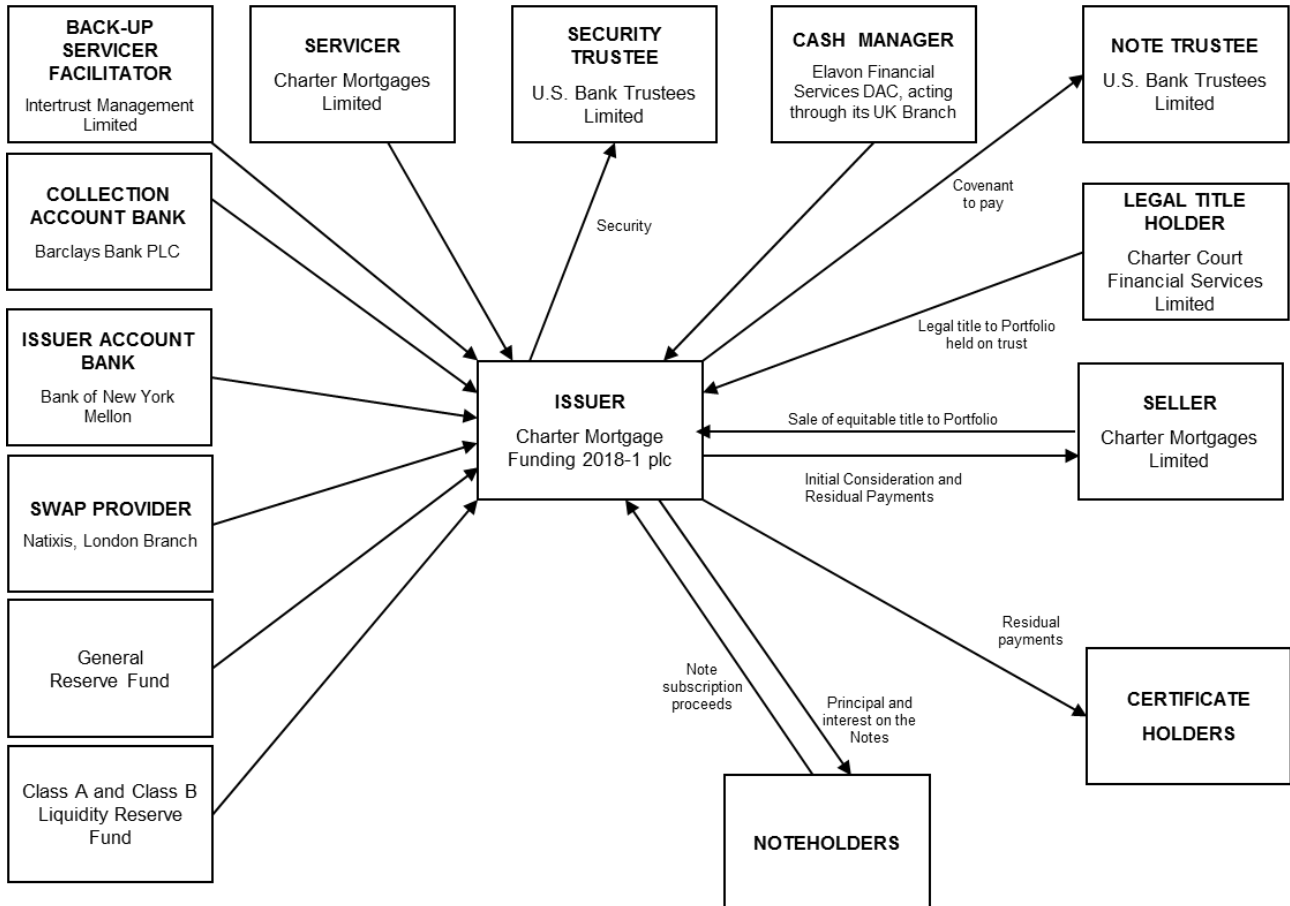 BACK-UP
SERVICER
FACILITATOR
Intertrust Management
Limited
SERVICER
Charter Mortgages
Limited
SECURITY
TRUSTEE
U.S. Bank Trustees
Limited
CASH MANAGER
Elavon Financial
Services DAC, acting
through its UK Branch
NOTE TRUSTEE
U.S. Bank Trustees
Limited
COLLECTION
ACCOUNT BANK
Barclays Bank PLC
Security
Covenant
to pay
LEGAL TITLE
HOLDER
Charter Court
Financial Services
Limited
Legal title to Portfolio
held on trust
ISSUER ACCOUNT
BANK
Bank of New York
Mellon
ISSUER
Charter Mortgage
Funding 2018-1 plc
Sale of equitable title to Portfolio
Initial Consideration and
Residual Payments
SELLER
Charter Mortgages
Limited
SWAP PROVIDER
Natixis, London Branch
General
Reserve Fund
Class A and Class B
Liquidity Reserve
Fund
Note
subscription
proceeds
Principal and
interest on the
Notes
Residual
payments
CERTIFICATE
HOLDERS
NOTEHOLDERS